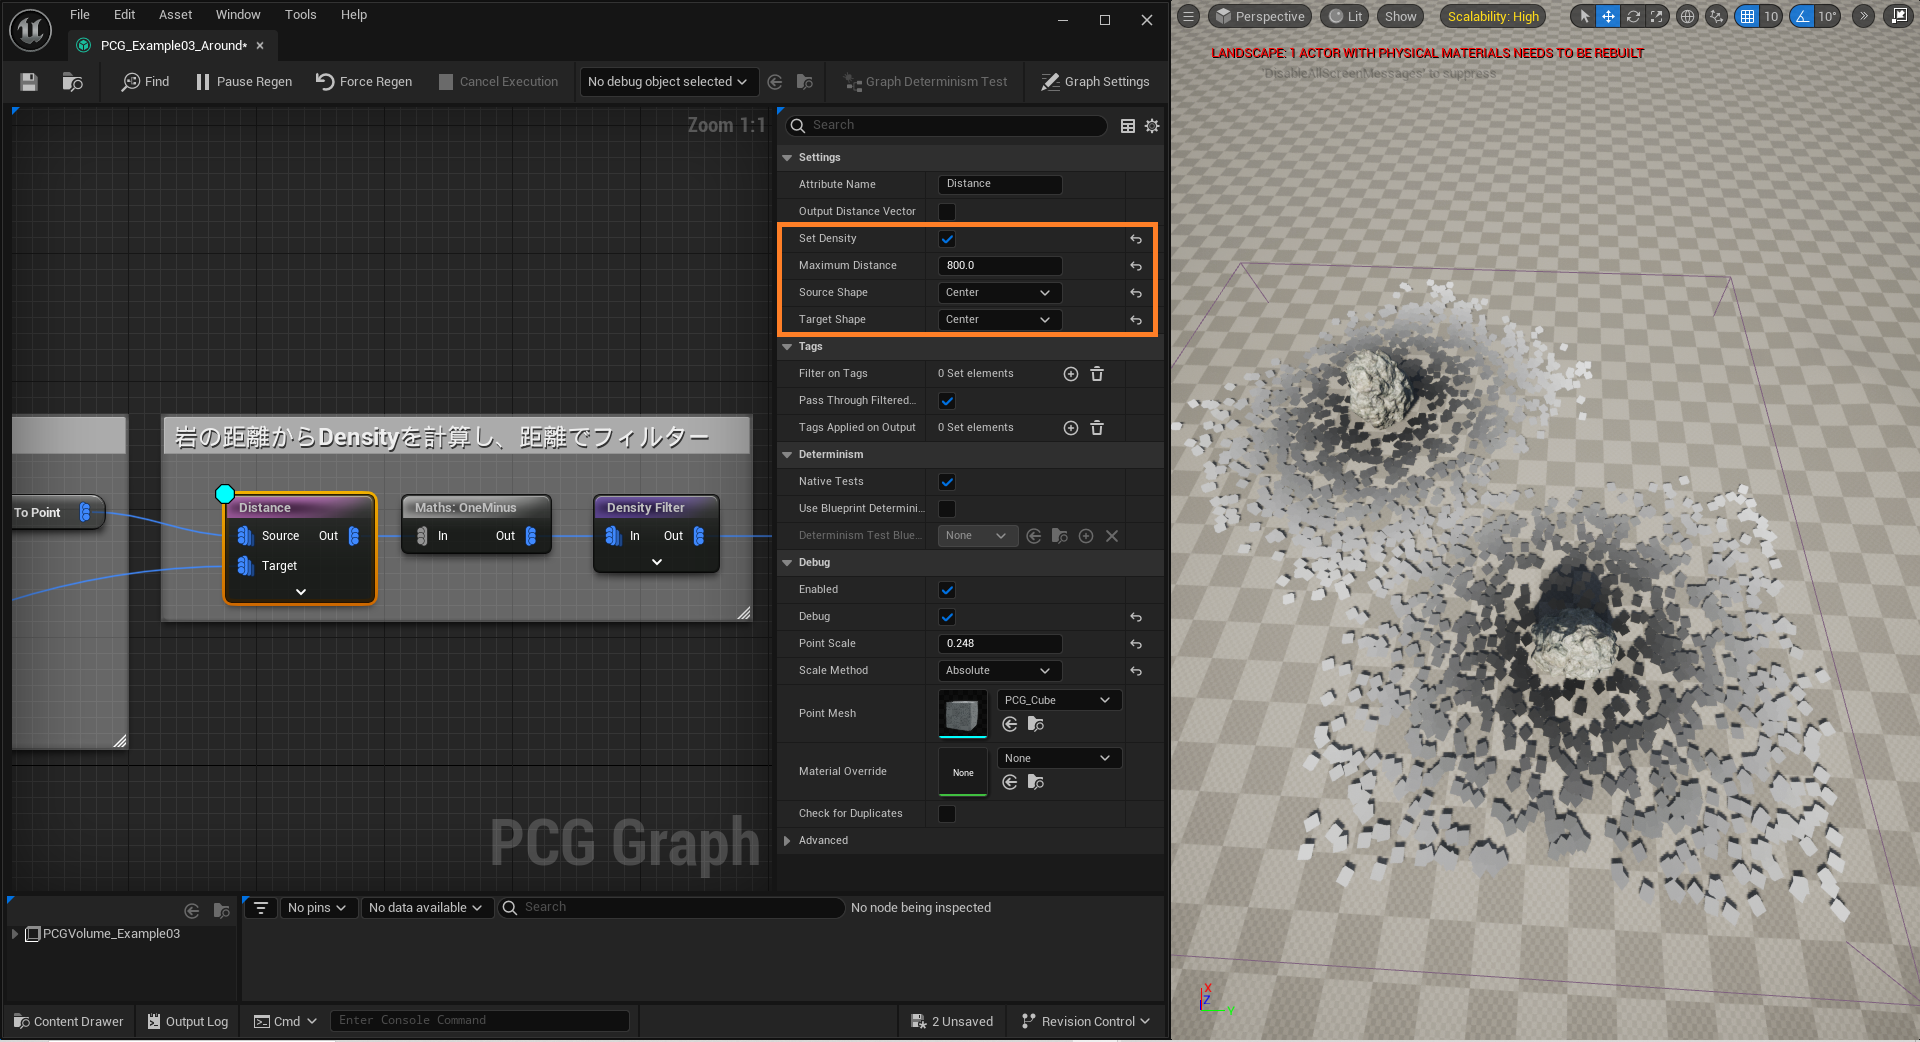 File Edit Asset Window Tools Help
PCG_Example03_Around*
Find Pause Regen Force Regen Cancel Execution No debug object selected Graph Determinism Test Graph Settings
Zoom 1:1
To Point
岩の距離からDensityを計算し、距離でフィルター
Distance
Source Out
Target
Maths: OneMinus
In Out
Density Filter
In Out
PCG Graph
Search
Settings
Attribute Name Distance
Output Distance Vector
Set Density
Maximum Distance 800.0
Source Shape Center
Target Shape Center
Tags
Filter on Tags 0 Set elements
Pass Through Filtered...
Tags Applied on Output 0 Set elements
Determinism
Native Tests
Use Blueprint Determini...
Determinism Test Blue... None
Debug
Enabled
Debug
Point Scale 0.248
Scale Method Absolute
Point Mesh PCG_Cube
Material Override None None
Check for Duplicates
Advanced
PCGVolume_Example03
No pins No data available Search No node being inspected
Content Drawer Output Log Cmd Enter Console Command 2 Unsaved Revision Control
Perspective Lit Show Scalability: High 10 10°
LANDSCAPE: 1 ACTOR WITH PHYSICAL MATERIALS NEEDS TO BE REBUILT
'DisableAllScreenMessages' to suppress
X
Z
Y